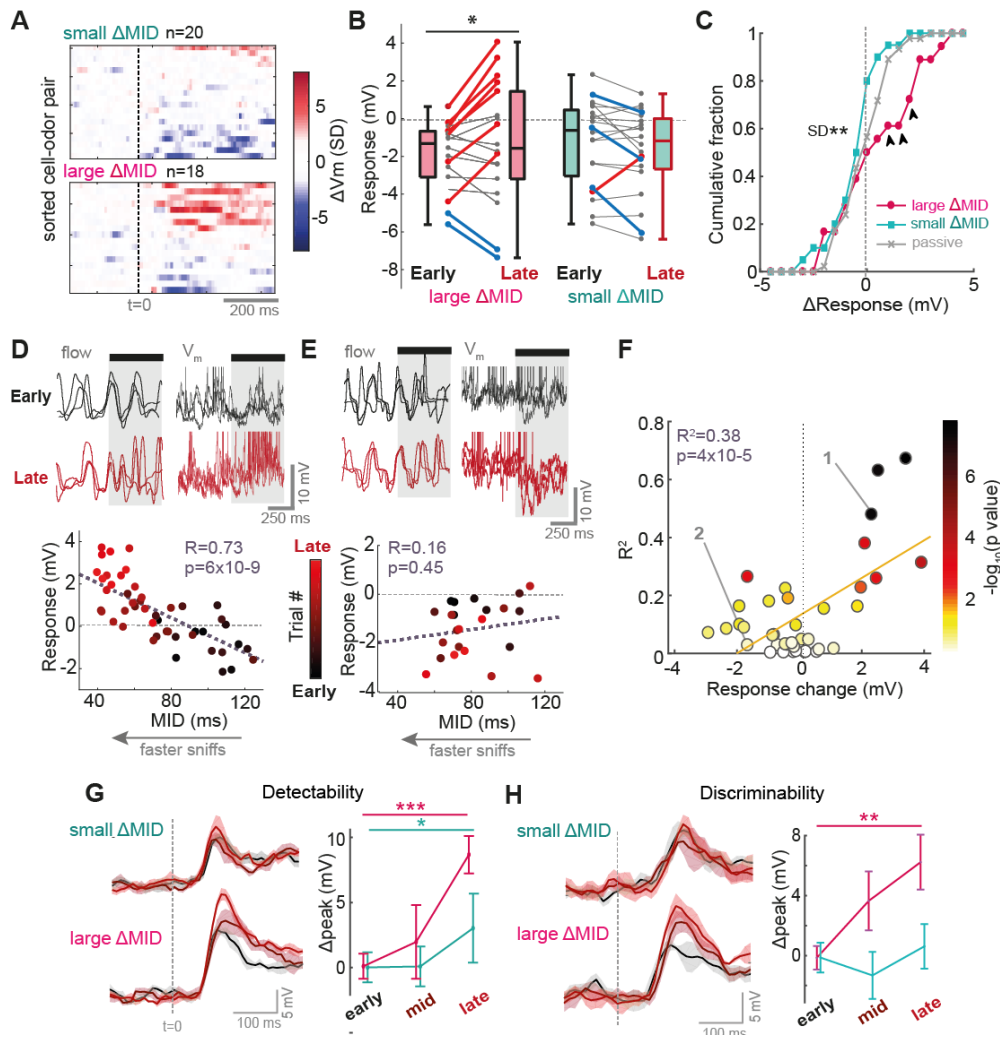 A
small ΔMID n=20
large ΔMID n=18
sorted cell-odor pair
t=0
200 ms
5
0
-5
ΔVm (SD)
B
*
4
2
0
-2
-4
-6
-8
Response (mV)
Early
Late
Early
Late
large ΔMID
small ΔMID
C
1
0.8
0.6
0.4
0.2
0
Cumulative fraction
SD**
large ΔMID
small ΔMID
passive
-5
0
5
ΔResponse (mV)
D
flow
Vm
Early
Late
10 mV
250 ms
R=0.73
p=6x10-9
4
2
0
-2
Response (mV)
40
80
120
MID (ms)
faster sniffs
Late
Trial #
Early
E
flow
Vm
10 mV
250 ms
R=0.16
p=0.45
2
0
-2
-4
Response (mV)
40
80
120
MID (ms)
faster sniffs
F
R²=0.38
p=4x10-5
1
2
0.8
0.6
0.4
0.2
0
R²
-4
-2
0
2
4
Response change (mV)
6
4
2
-log₁₀(p value)
G
Detectability
small ΔMID
large ΔMID
t=0
100 ms
5 mV
***
*
10
5
0
Δpeak (mV)
early
mid
late
H
Discriminability
small ΔMID
large ΔMID
100 ms
5 mV
**
8
4
0
Δpeak (mV)
early
mid
late